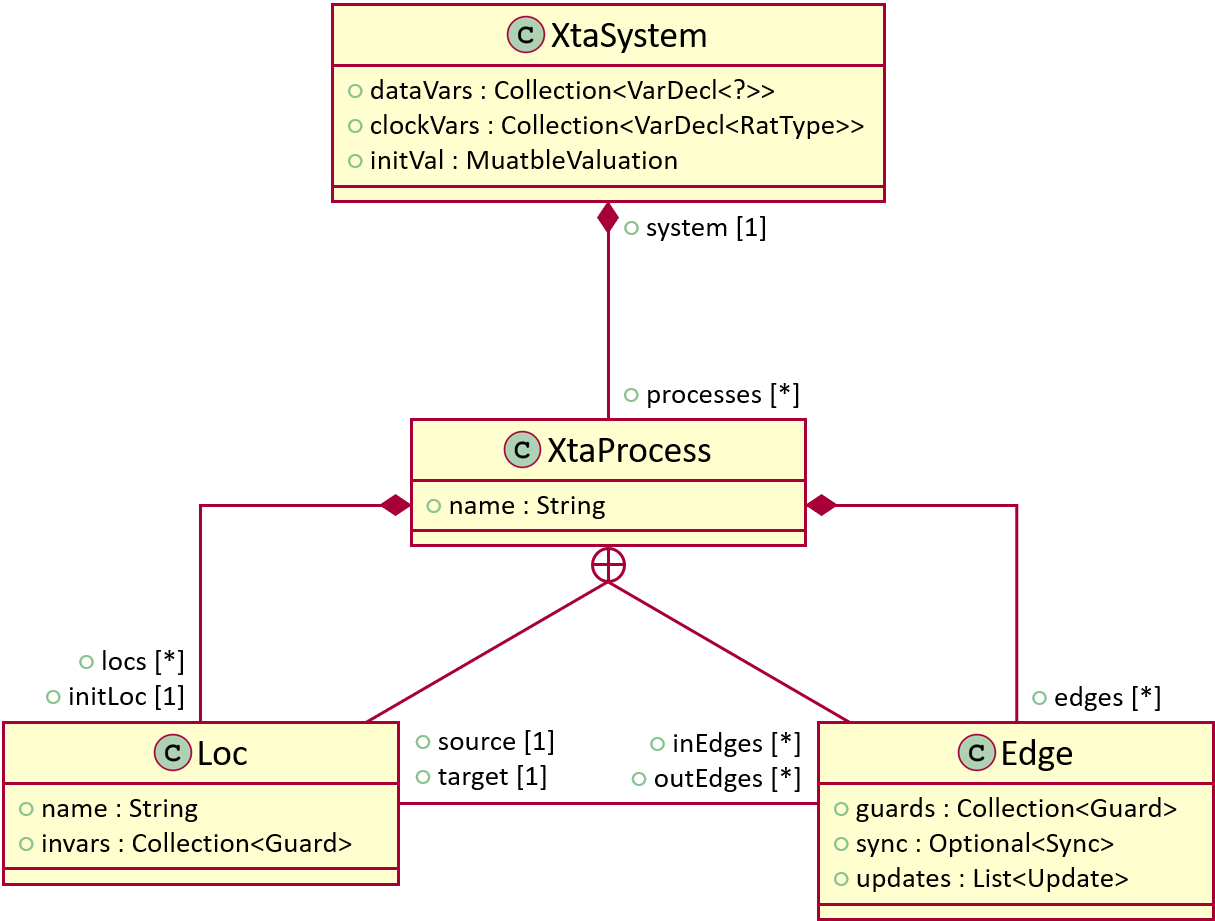 C XtaSystem
dataVars : Collection<VarDecl<?>>
clockVars : Collection<VarDecl<RatType>>
initVal : MuatbleValuation
system [1]
processes [*]
C XtaProcess
name : String
locs [*]
initLoc [1]
edges [*]
C Loc
name : String
invars : Collection<Guard>
source [1]
target [1]
inEdges [*]
outEdges [*]
C Edge
guards : Collection<Guard>
sync : Optional<Sync>
updates : List<Update>